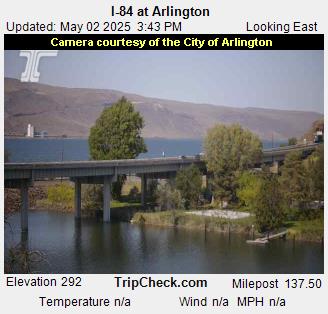 I-84 at Arlington
Updated: May 02 2025 3:43 PM Looking East
Camera courtesy of the City of Arlington
Elevation 292 TripCheck.com Milepost 137.50
Temperature n/a Wind n/a MPH n/a